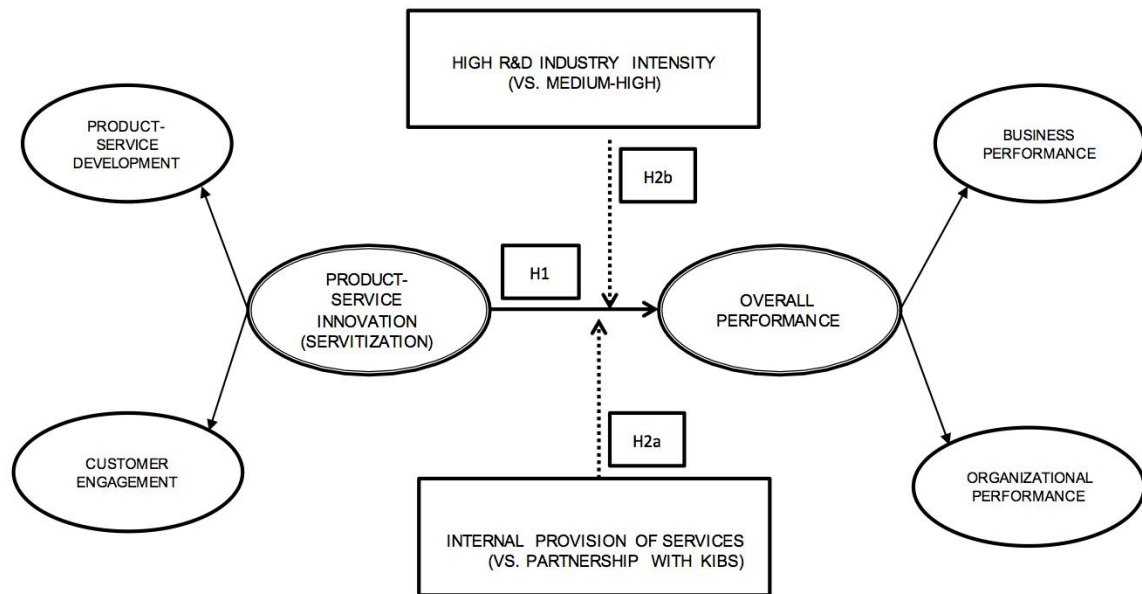 HIGH R&D INDUSTRY INTENSITY
(VS. MEDIUM-HIGH)
PRODUCT-
SERVICE
DEVELOPMENT
BUSINESS
PERFORMANCE
H2b
H1
PRODUCT-
SERVICE
INNOVATION
(SERVITIZATION)
OVERALL
PERFORMANCE
H2a
CUSTOMER
ENGAGEMENT
ORGANIZATIONAL
PERFORMANCE
INTERNAL PROVISION OF SERVICES
(VS. PARTNERSHIP WITH KIBS)